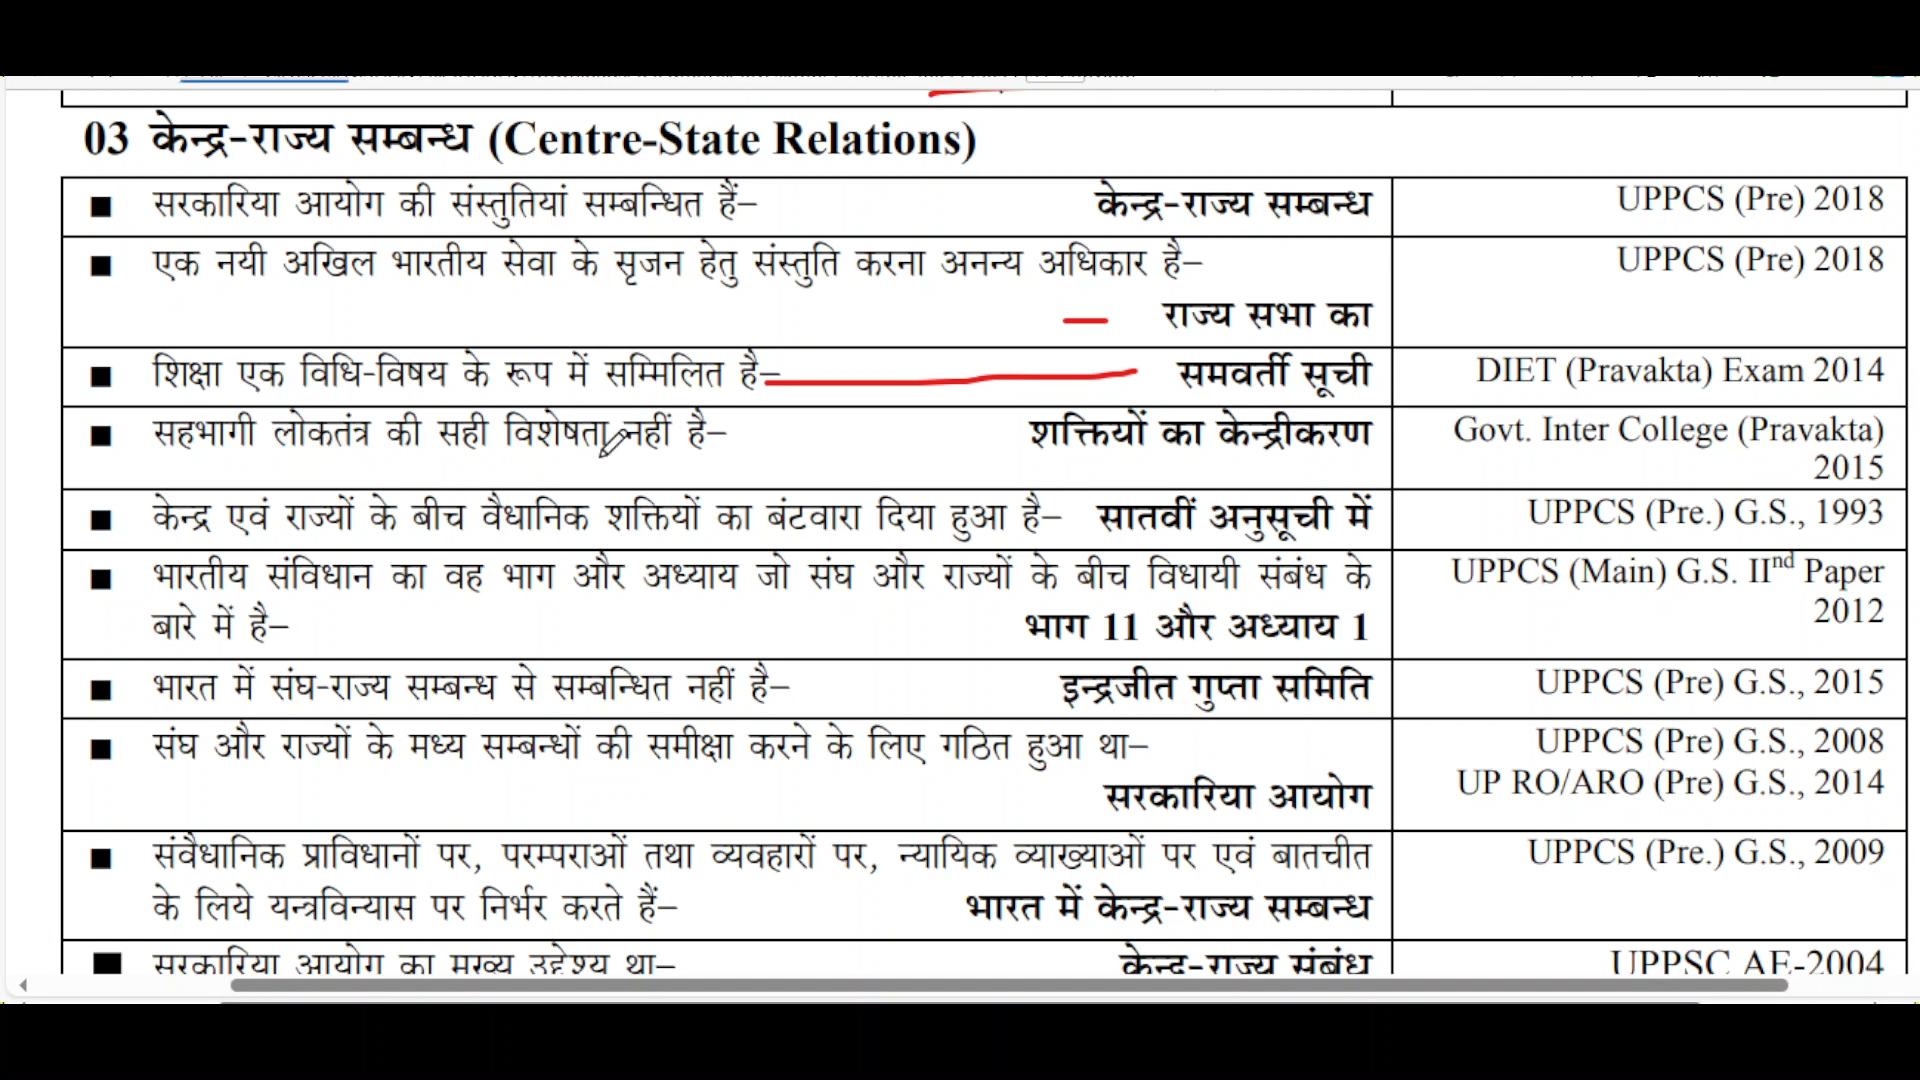 03 केन्द्र-राज्य सम्बन्ध (Centre-State Relations)
■ सरकारिया आयोग की संस्तुतियां सम्बन्धित हैं– केन्द्र-राज्य सम्बन्ध UPPCS (Pre) 2018
■ एक नयी अखिल भारतीय सेवा के सृजन हेतु संस्तुति करना अनन्य अधिकार है– UPPCS (Pre) 2018
राज्य सभा का
■ शिक्षा एक विधि-विषय के रूप में सम्मिलित है– समवर्ती सूची DIET (Pravakta) Exam 2014
■ सहभागी लोकतंत्र की सही विशेषता नहीं है– शक्तियों का केन्द्रीकरण Govt. Inter College (Pravakta)
2015
■ केन्द्र एवं राज्यों के बीच वैधानिक शक्तियों का बंटवारा दिया हुआ है– सातवीं अनुसूची में UPPCS (Pre.) G.S., 1993
■ भारतीय संविधान का वह भाग और अध्याय जो संघ और राज्यों के बीच विधायी संबंध के UPPCS (Main) G.S. IInd Paper
बारे में है– भाग 11 और अध्याय 1 2012
■ भारत में संघ-राज्य सम्बन्ध से सम्बन्धित नहीं है– इन्द्रजीत गुप्ता समिति UPPCS (Pre) G.S., 2015
■ संघ और राज्यों के मध्य सम्बन्धों की समीक्षा करने के लिए गठित हुआ था– UPPCS (Pre) G.S., 2008
सरकारिया आयोग UP RO/ARO (Pre) G.S., 2014
■ संवैधानिक प्राविधानों पर, परम्पराओं तथा व्यवहारों पर, न्यायिक व्याख्याओं पर एवं बातचीत UPPCS (Pre.) G.S., 2009
के लिये यन्त्रविन्यास पर निर्भर करते हैं– भारत में केन्द्र-राज्य सम्बन्ध
■ सरकारिया आयोग का मुख्य उद्देश्य था– केन्द्र-राज्य संबंध UPPSC AE-2004